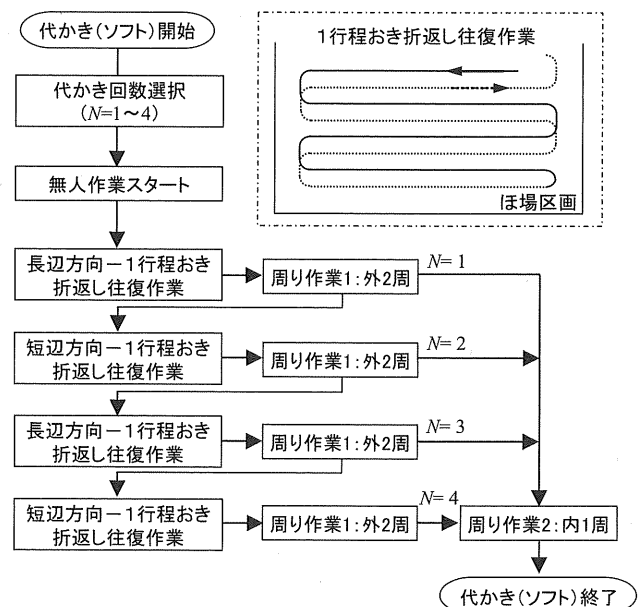 代かき(ソフト)開始
代かき回数選択
(N=1~4)
無人作業スタート
1行程おき折返し往復作業
ほ場区画
長辺方向－1行程おき
折返し往復作業
周り作業1:外2周
N= 1
短辺方向－1行程おき
折返し往復作業
周り作業1:外2周
N= 2
長辺方向－1行程おき
折返し往復作業
周り作業1:外2周
N= 3
短辺方向－1行程おき
折返し往復作業
周り作業1:外2周
N= 4
周り作業2:内1周
代かき(ソフト)終了